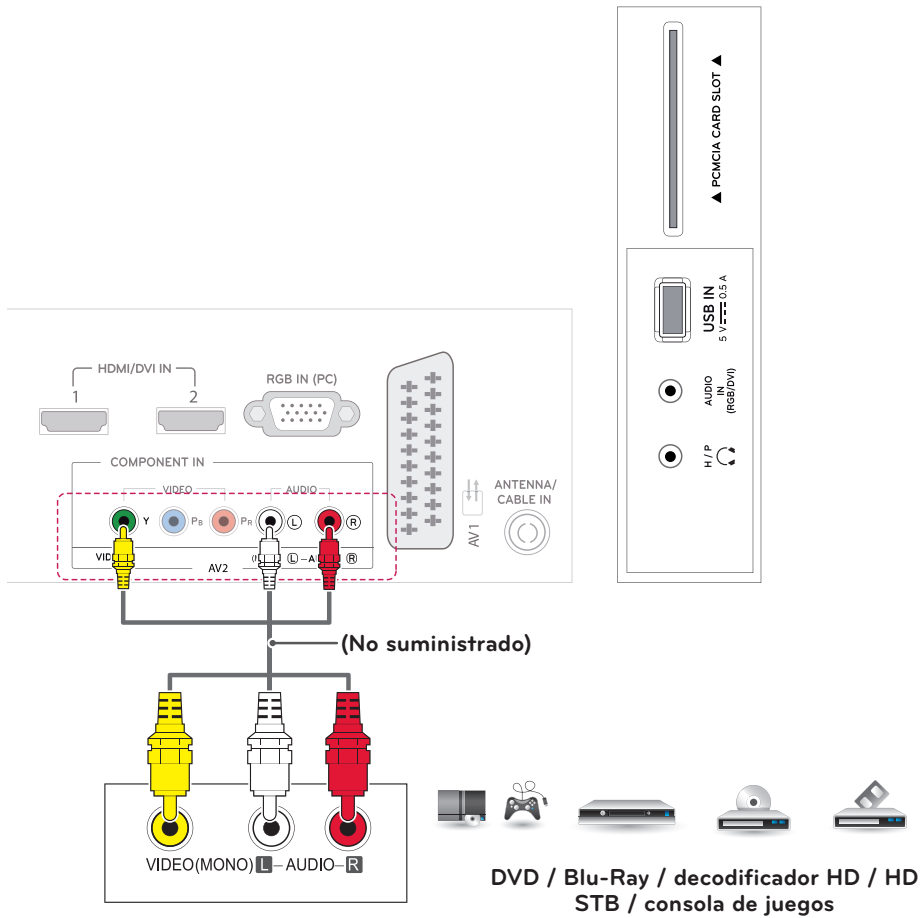 HDMI/DVI IN
1 2
RGB IN (PC)
COMPONENT IN
VIDEO AUDIO
Y PB PR L R
L R
AV2
AV1
ANTENNA/
CABLE IN
▲ PCMCIA CARD SLOT ▲
USB IN
5 V 0.5 A
AUDIO
IN
(RGB/DVI)
H / P
(No suministrado)
VIDEO(MONO) L – AUDIO – R
DVD / Blu-Ray / decodificador HD / HD
STB / consola de juegos